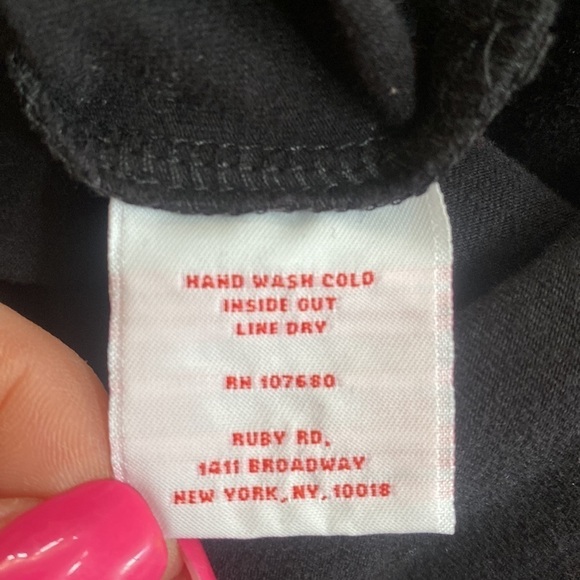 HAND WASH COLD
INSIDE OUT
LINE DRY
RN 107680
RUBY RD.
1411 BROADWAY
NEW YORK, NY, 10018